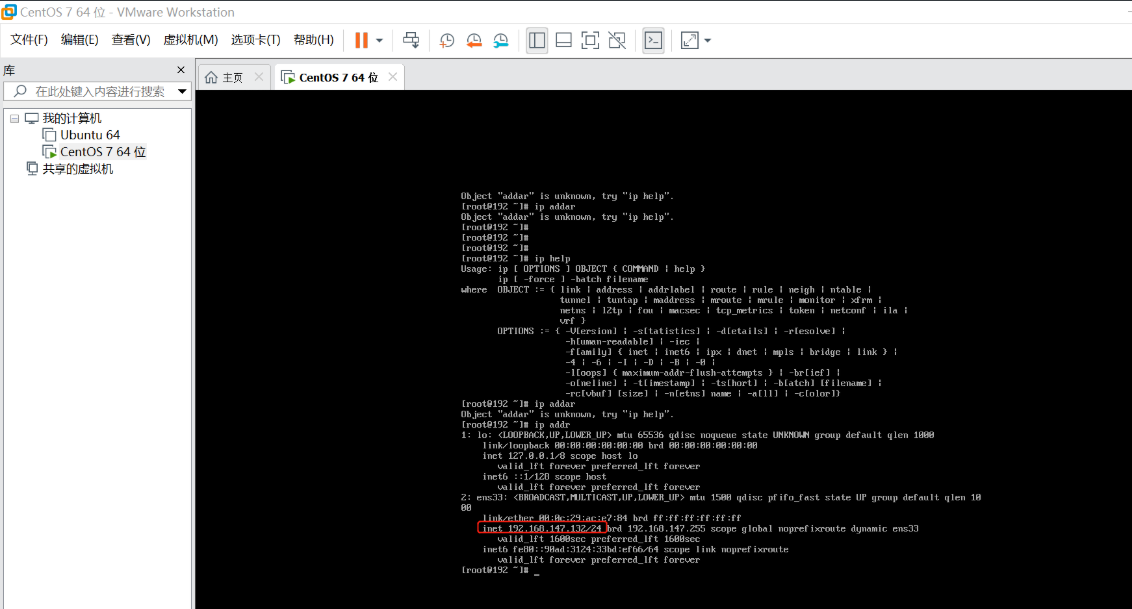 CentOS 7 64 位 - VMware Workstation
文件(F) 编辑(E) 查看(V) 虚拟机(M) 选项卡(T) 帮助(H)
库
在此处键入内容进行搜索
我的计算机
Ubuntu 64
CentOS 7 64 位
共享的虚拟机
主页
CentOS 7 64 位
Object "addar" is unknown, try "ip help".
[root@192 ~]# ip addar
Object "addar" is unknown, try "ip help".
[root@192 ~]#
[root@192 ~]#
[root@192 ~]#
[root@192 ~]# ip help
Usage: ip [ OPTIONS ] OBJECT { COMMAND | help }
ip [ -force ] -batch filename
where OBJECT := { link | address | addrlabel | route | rule | neigh | ntable |
tunnel | tuntap | maddress | mroute | mrule | monitor | xfrm |
netns | l2tp | fou | macsec | tcp_metrics | token | netconf | ila |
vrf }
OPTIONS := { -V[ersion] | -s[tatistics] | -d[etails] | -r[esolve] |
-h[uman-readable] | -iec |
-f[amily] { inet | inet6 | ipx | dnet | mpls | bridge | link } |
-4 | -6 | -I | -D | -B | -0 |
-l[oops] { maximum-addr-flush-attempts } | -br[ief] |
-o[neline] | -t[imestamp] | -ts[hort] | -b[atch] [filename] |
-rc[vbuf] [size] | -n[etns] name | -a[ll] | -c[olor]}
[root@192 ~]# ip addar
Object "addar" is unknown, try "ip help".
[root@192 ~]# ip addr
1: lo: <LOOPBACK,UP,LOWER_UP> mtu 65536 qdisc noqueue state UNKNOWN group default qlen 1000
link/loopback 00:00:00:00:00:00 brd 00:00:00:00:00:00
inet 127.0.0.1/8 scope host lo
valid_lft forever preferred_lft forever
inet6 ::1/128 scope host
valid_lft forever preferred_lft forever
2: ens33: <BROADCAST,MULTICAST,UP,LOWER_UP> mtu 1500 qdisc pfifo_fast state UP group default qlen 10
00
link/ether 00:0c:29:ac:e7:84 brd ff:ff:ff:ff:ff:ff
inet 192.168.147.132/24 brd 192.168.147.255 scope global noprefixroute dynamic ens33
valid_lft 1600sec preferred_lft 1600sec
inet6 fe80::90ad:3124:33bd:ef66/64 scope link noprefixroute
valid_lft forever preferred_lft forever
[root@192 ~]# _